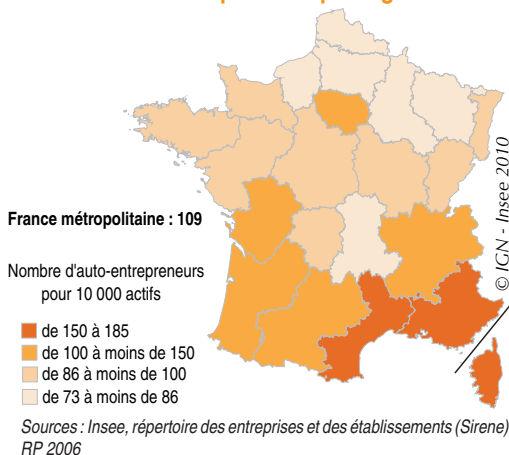 © IGN - Insee 2010
France métropolitaine : 109
Nombre d'auto-entrepreneurs
pour 10 000 actifs
de 150 à 185
de 100 à moins de 150
de 86 à moins de 100
de 73 à moins de 86
Sources : Insee, répertoire des entreprises et des établissements (Sirene)
RP 2006